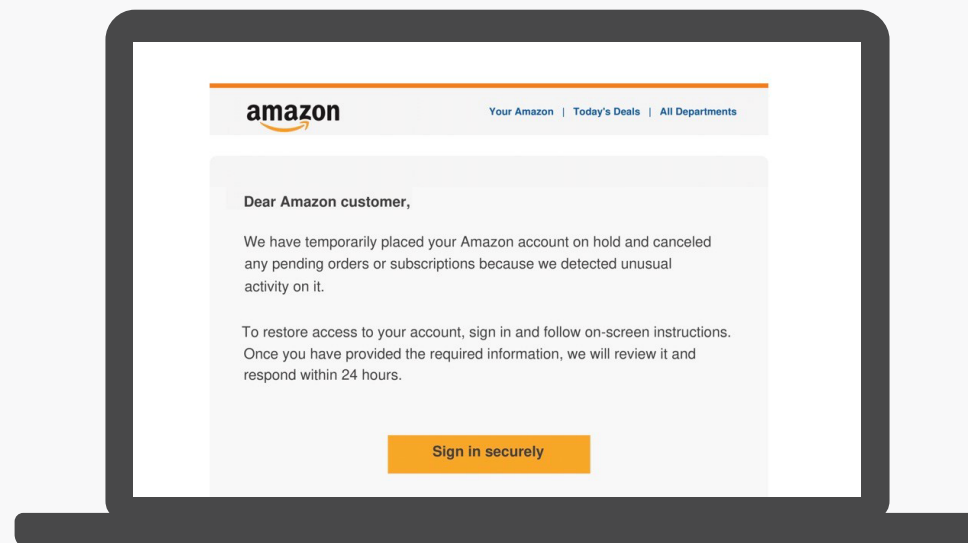 amazon
Your Amazon | Today's Deals | All Departments
Dear Amazon customer,
We have temporarily placed your Amazon account on hold and canceled
any pending orders or subscriptions because we detected unusual
activity on it.
To restore access to your account, sign in and follow on-screen instructions.
Once you have provided the required information, we will review it and
respond within 24 hours.
Sign in securely